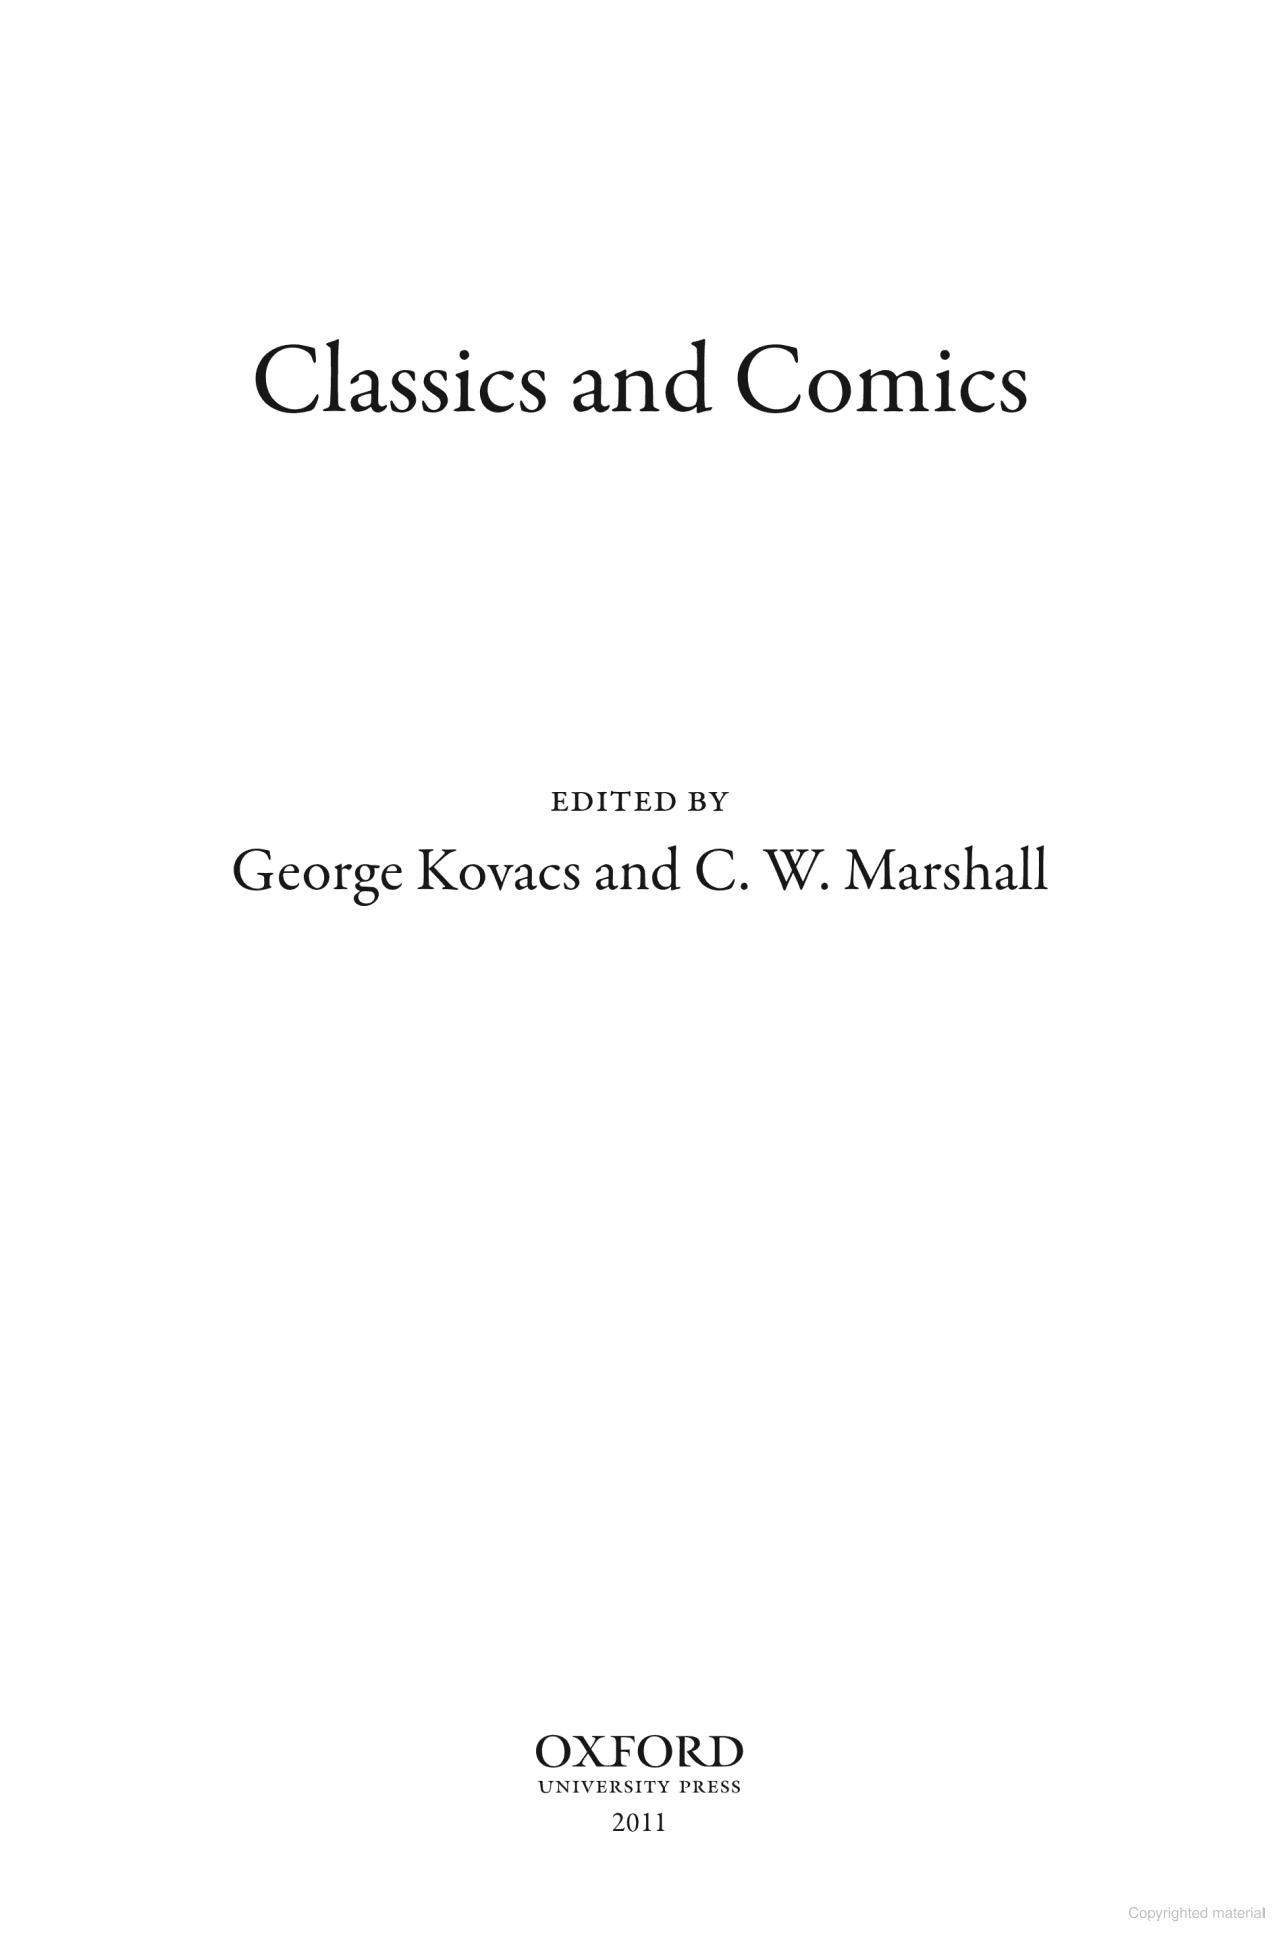 Classics and Comics
EDITED BY
George Kovacs and C. W. Marshall
OXFORD
UNIVERSITY PRESS
2011
Copyrighted material